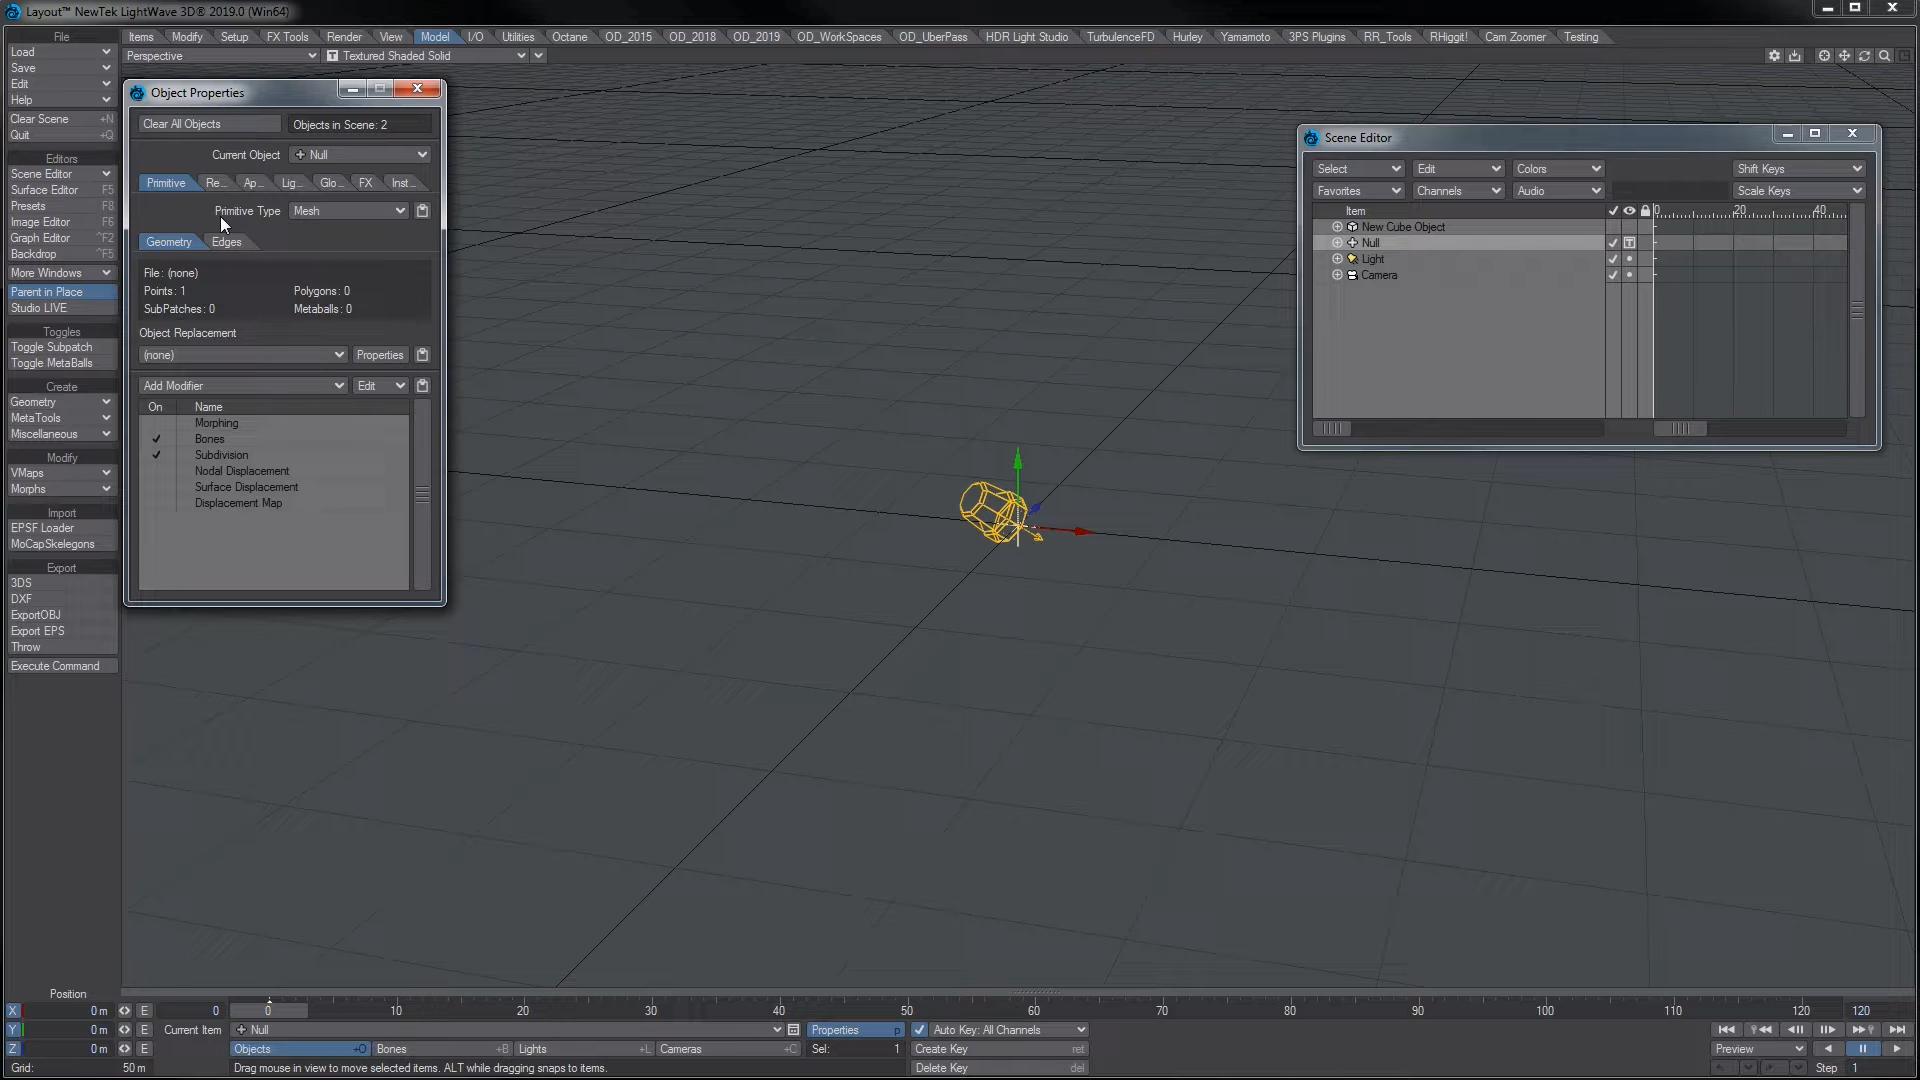 Layout™ NewTek LightWave 3D® 2019.0 (Win64)
File
Items Modify Setup FX Tools Render View Model I/O Utilities Octane OD_2015 OD_2018 OD_2019 OD_WorkSpaces OD_UberPass HDR Light Studio TurbulenceFD Hurley Yamamoto 3PS Plugins RR_Tools RHiggit! Cam Zoomer Testing
Perspective T Textured Shaded Solid
Load
Save
Edit
Help
Clear Scene +N
Quit +Q
Editors
Scene Editor
Surface Editor F5
Presets F8
Image Editor F6
Graph Editor ^F2
Backdrop ^F5
More Windows
Parent in Place
Studio LIVE
Toggles
Toggle Subpatch
Toggle MetaBalls
Create
Geometry
MetaTools
Miscellaneous
Modify
VMaps
Morphs
Import
EPSF Loader
MoCapSkelegons
Export
3DS
DXF
ExportOBJ
Export EPS
Throw
Execute Command
Object Properties
Clear All Objects Objects in Scene: 2
Current Object Null
Primitive Re... Ap... Lig... Glo... FX Inst...
Primitive Type Mesh
Geometry Edges
File: (none)
Points: 1 Polygons: 0
SubPatches: 0 Metaballs: 0
Object Replacement
(none) Properties
Add Modifier Edit
On Name
Morphing
Bones
Subdivision
Nodal Displacement
Surface Displacement
Displacement Map
Scene Editor
Select Edit Colors Shift Keys
Favorites Channels Audio Scale Keys
Item 0 20 40
New Cube Object
Null T
Light
Camera
Position
X 0 m E 0 0 10 20 30 40 50 60 70 80 90 100 110 120 120
Y 0 m E Current Item Null Properties p Auto Key: All Channels
Z 0 m E Objects +O Bones +B Lights +L Cameras +C Sel: 1 Create Key ret Preview
Grid: 50 m Drag mouse in view to move selected items. ALT while dragging snaps to items. Delete Key del Step 1